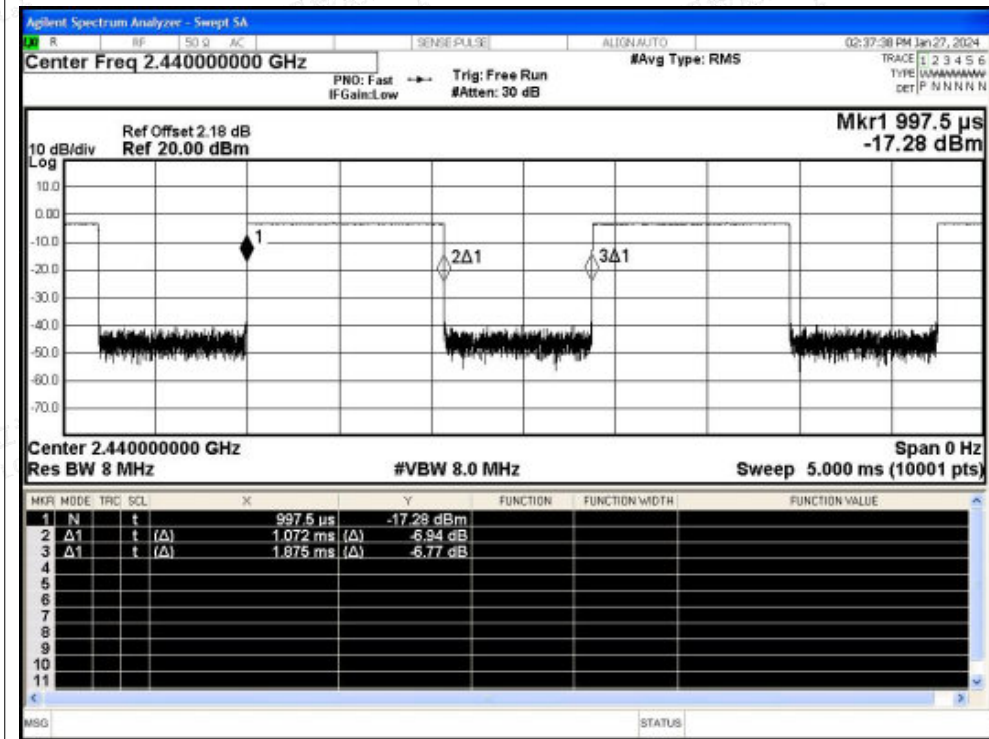 Agilent Spectrum Analyzer - Swept SA
LXI R RF 50 Ω AC SENSE:PULSE ALIGN AUTO 02:37:38 PM Jan 27, 2024
Center Freq 2.440000000 GHz
#Avg Type: RMS
TRACE 1 2 3 4 5 6
PNO: Fast
Trig: Free Run
TYPE WWWWWWW
IFGain:Low
#Atten: 30 dB
DET P N N N N N
Mkr1 997.5 µs
-17.28 dBm
Ref Offset 2.18 dB
10 dB/div Ref 20.00 dBm
Log
10.0
0.00
-10.0
-20.0
-30.0
-40.0
-50.0
-60.0
-70.0
1
2Δ1
3Δ1
Center 2.440000000 GHz Span 0 Hz
Res BW 8 MHz #VBW 8.0 MHz Sweep 5.000 ms (10001 pts)
MKR MODE TRC SCL X Y FUNCTION FUNCTION WIDTH FUNCTION VALUE
1 N t 997.5 µs -17.28 dBm
2 Δ1 t (Δ) 1.072 ms (Δ) -6.94 dB
3 Δ1 t (Δ) 1.875 ms (Δ) -6.77 dB
4
5
6
7
8
9
10
11
MSG STATUS